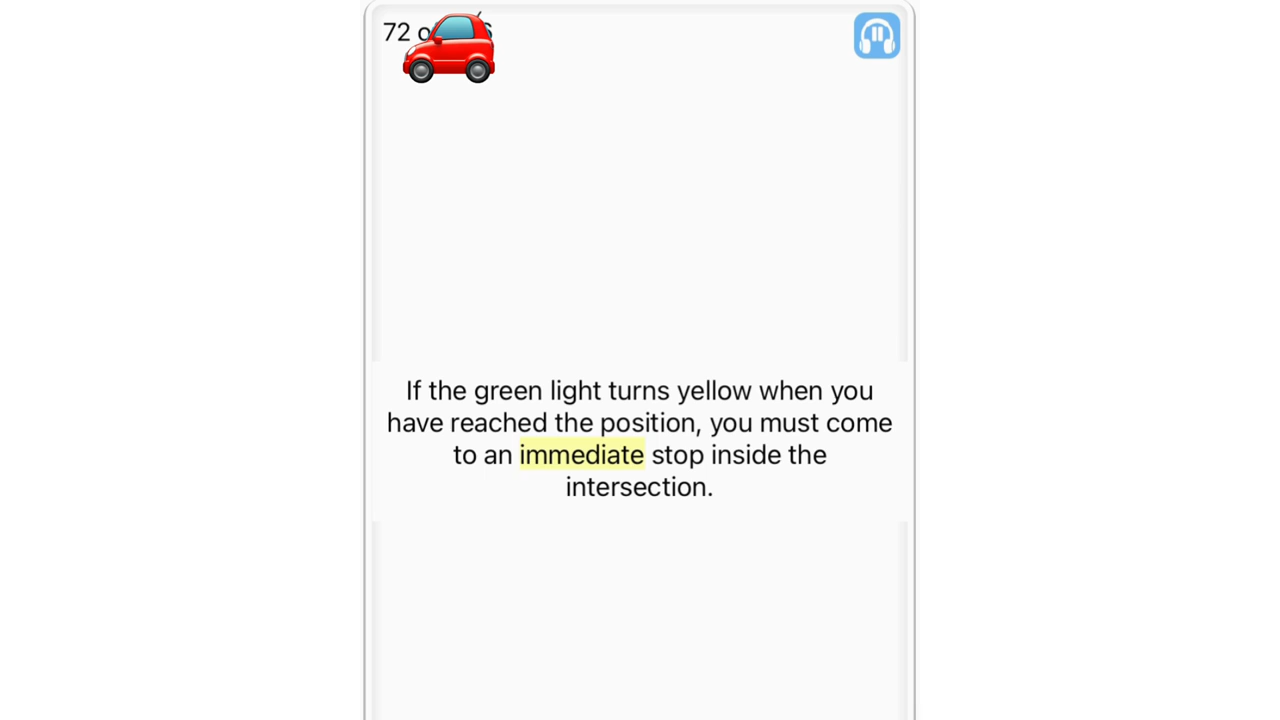 72
If the green light turns yellow when you
have reached the position, you must come
to an immediate stop inside the
intersection.